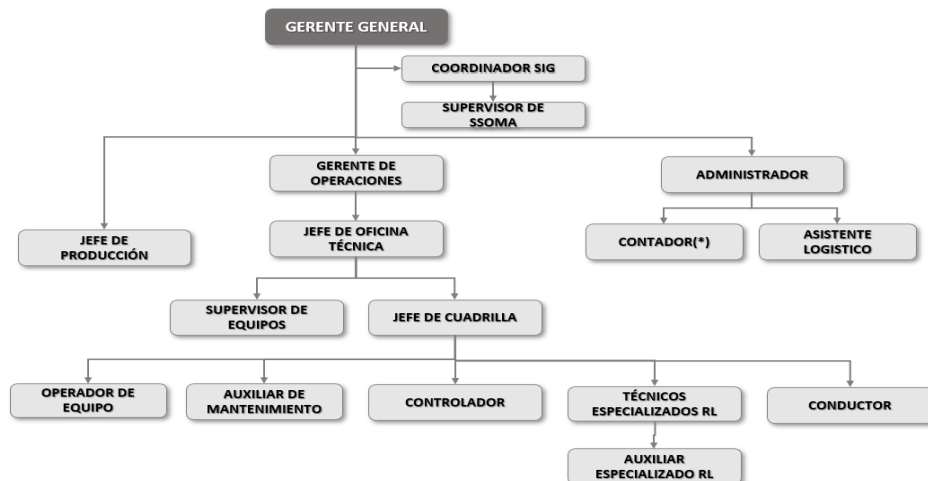 GERENTE GENERAL
COORDINADOR SIG
SUPERVISOR DE
SSOMA
GERENTE DE
OPERACIONES
ADMINISTRADOR
JEFE DE
PRODUCCIÓN
JEFE DE OFICINA
TÉCNICA
CONTADOR(*)
ASISTENTE
LOGISTICO
SUPERVISOR DE
EQUIPOS
JEFE DE CUADRILLA
OPERADOR DE
EQUIPO
AUXILIAR DE
MANTENIMIENTO
CONTROLADOR
TÉCNICOS
ESPECIALIZADOS RL
CONDUCTOR
AUXILIAR
ESPECIALIZADO RL